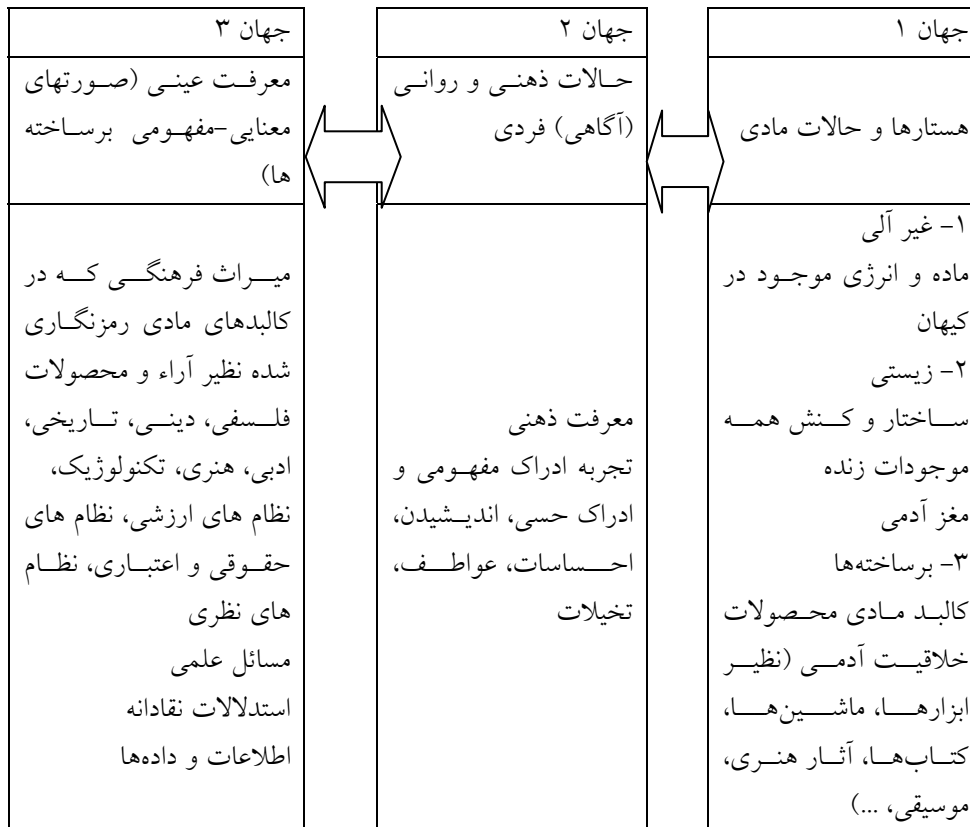 جهان ۱
هستارها و حالات مادی
۱- غیر آلی
ماده و انرژی موجود در
کیهان
۲- زیستی
ساختار و کنش همه
موجودات زنده
مغز آدمی
۳- برساخته‌ها
کالبد مادی محصولات
خلاقیت آدمی (نظیر
ابزارها، ماشین‌ها،
کتاب‌ها، آثار هنری،
موسیقی، ...)
جهان ۲
حالات ذهنی و روانی
(آگاهی) فردی
معرفت ذهنی
تجربه ادراک مفهومی و
ادراک حسی، اندیشیدن،
احساسات، عواطف،
تخیلات
جهان ۳
معرفت عینی (صورتهای
معنایی-مفهومی برساخته
ها)
میراث فرهنگی که در
کالبدهای مادی رمزنگاری
شده نظیر آراء و محصولات
فلسفی، دینی، تاریخی،
ادبی، هنری، تکنولوژیک،
نظام های ارزشی، نظام های
حقوقی و اعتباری، نظام
های نظری
مسائل علمی
استدلالات نقادانه
اطلاعات و داده‌ها